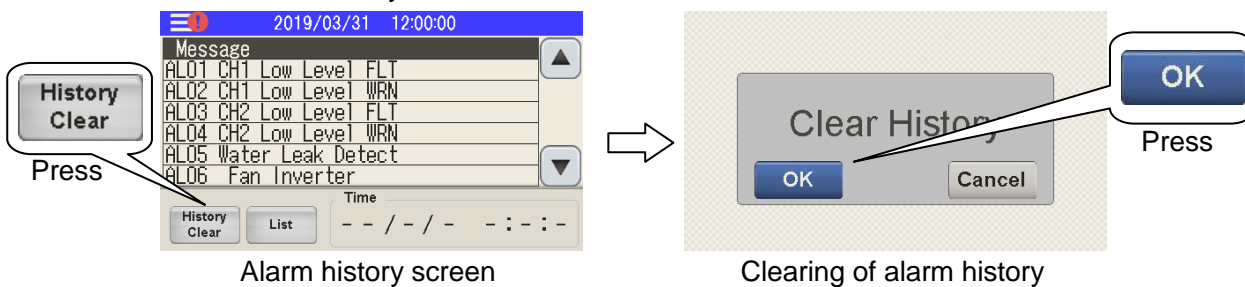 2019/03/31 12:00:00
Message
AL01 CH1 Low Level FLT
AL02 CH1 Low Level WRN
AL03 CH2 Low Level FLT
AL04 CH2 Low Level WRN
AL05 Water Leak Detect
AL06 Fan Inverter
History
Clear
Press
History
Clear
List
Time
- - / - / - - : - : -
Alarm history screen
Clear History
OK
Cancel
OK
Press
Clearing of alarm history